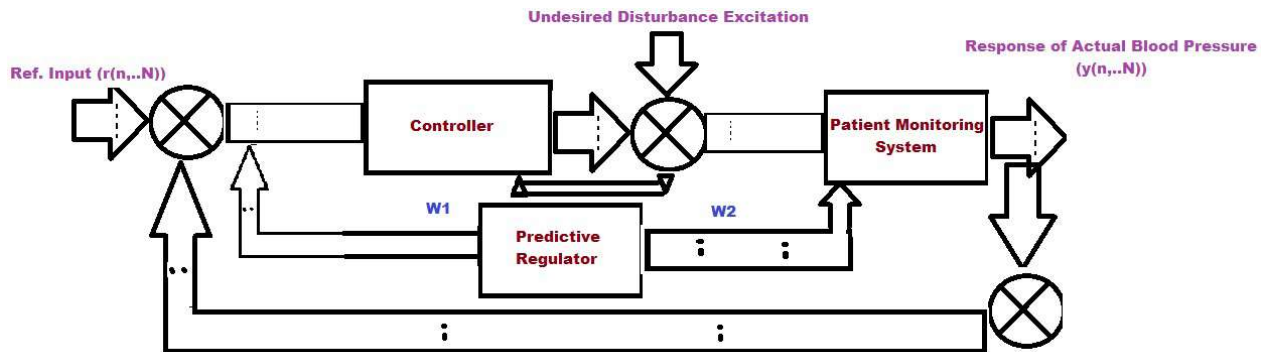 Undesired Disturbance Excitation
Response of Actual Blood Pressure
(y(n,..N))
Ref. Input (r(n,..N))
Controller
Patient Monitoring
System
W1
W2
Predictive
Regulator